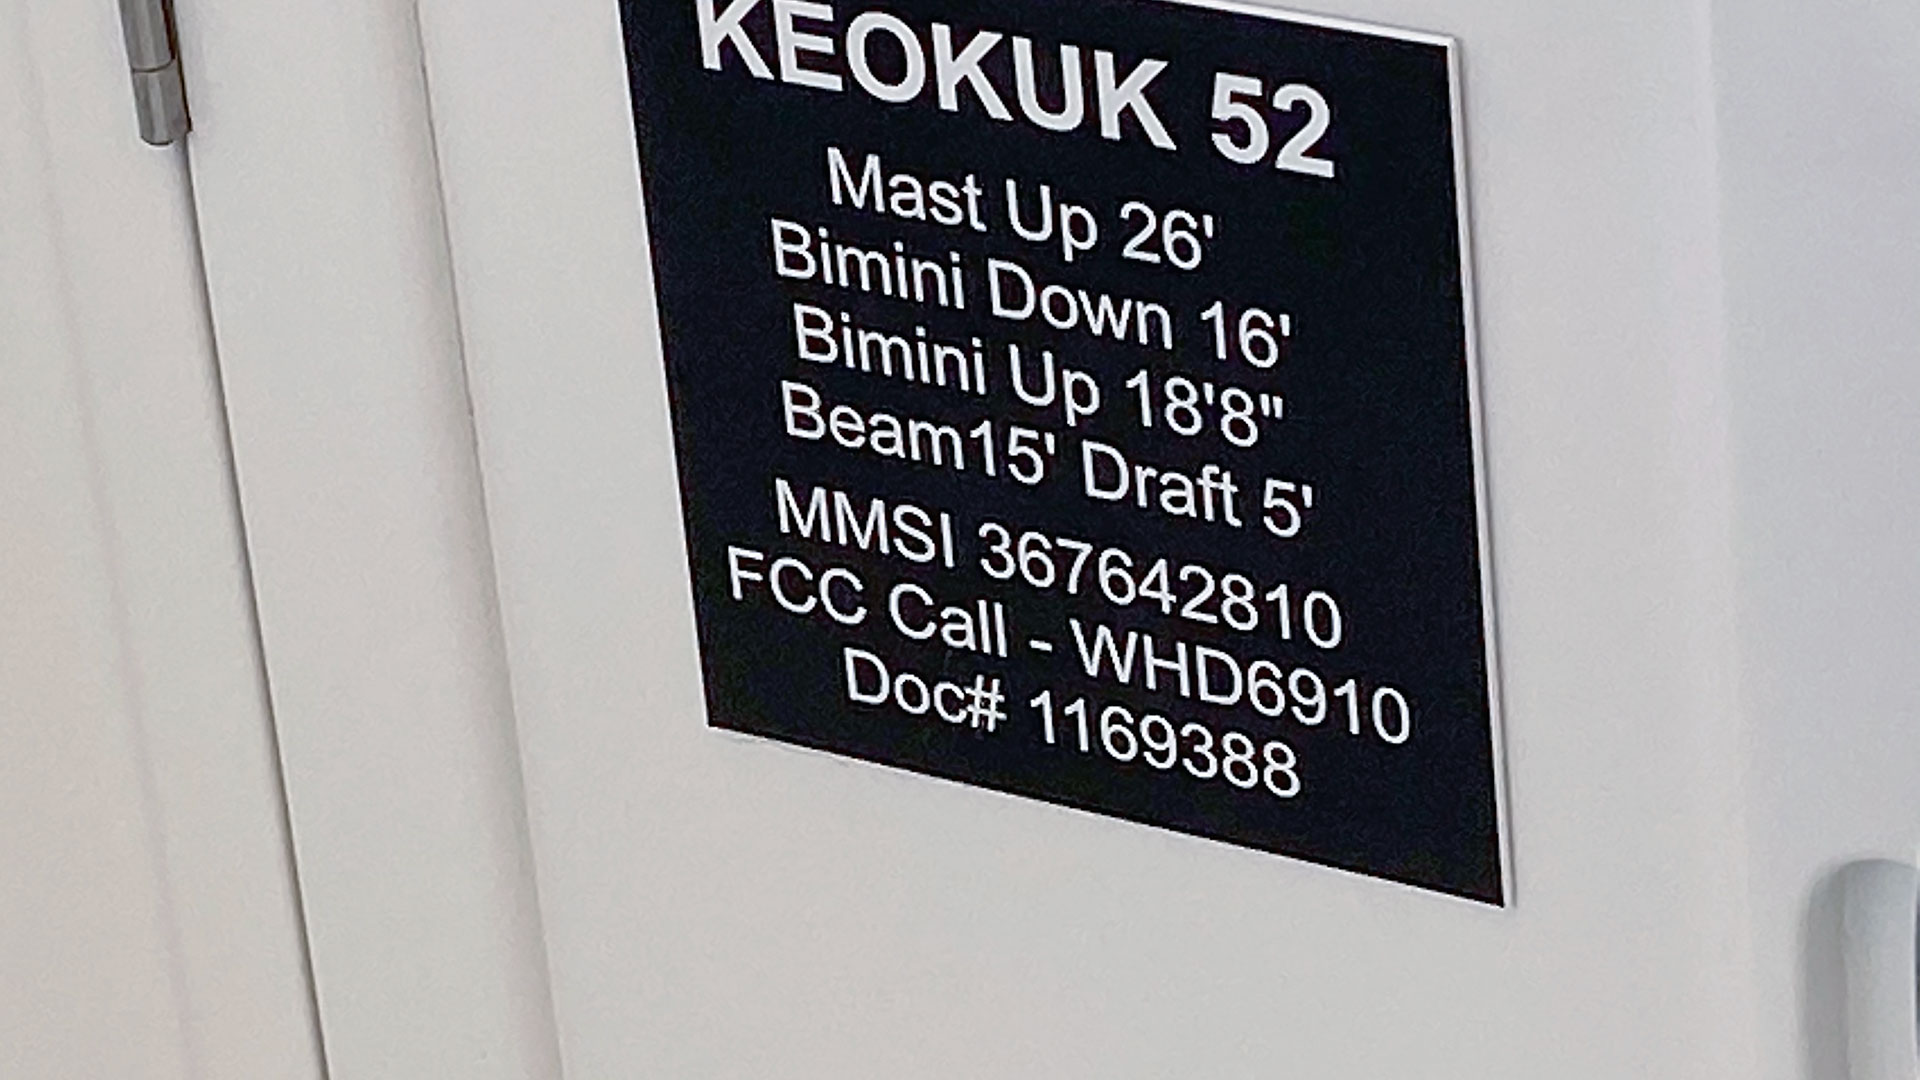 KEOKUK 52
Mast Up 26'
Bimini Down 16'
Bimini Up 18'8"
Beam15' Draft 5'
MMSI 367642810
FCC Call - WHD6910
Doc# 1169388